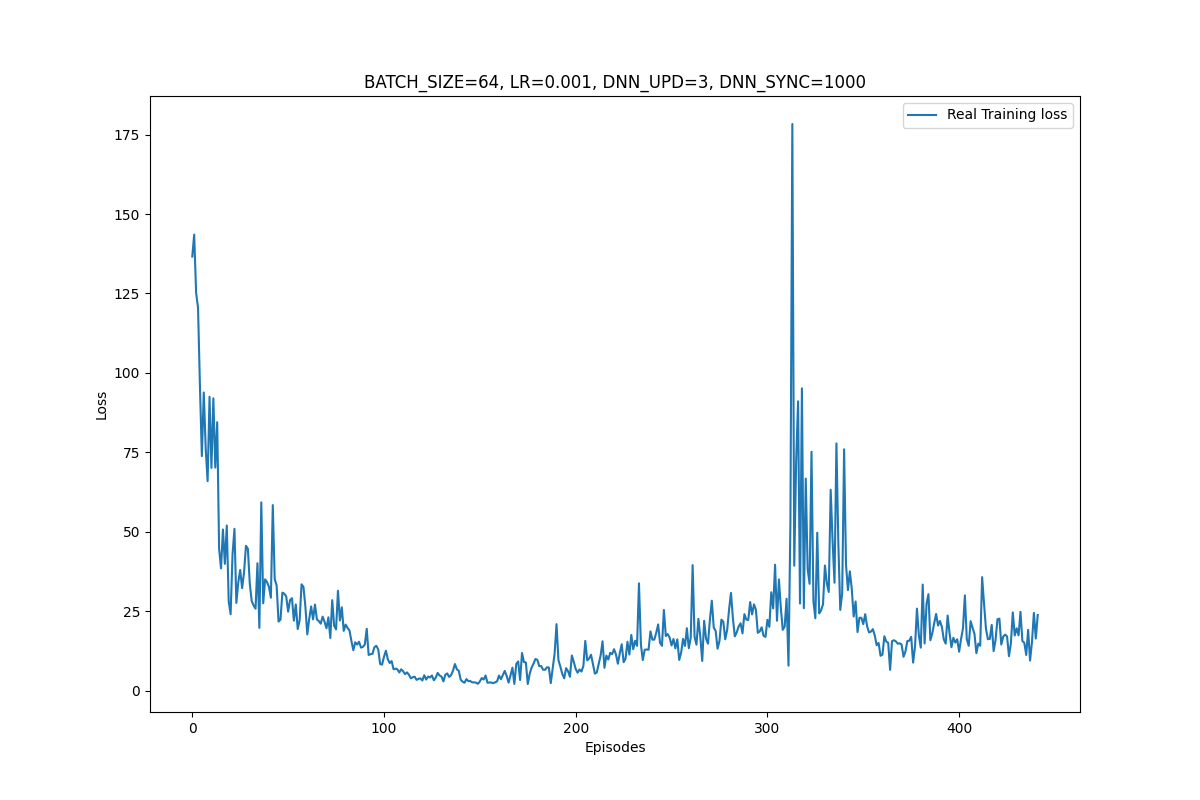 BATCH_SIZE=64, LR=0.001, DNN_UPD=3, DNN_SYNC=1000
Real Training loss
175
150
125
100
75
50
25
0
Loss
0 100 200 300 400
Episodes